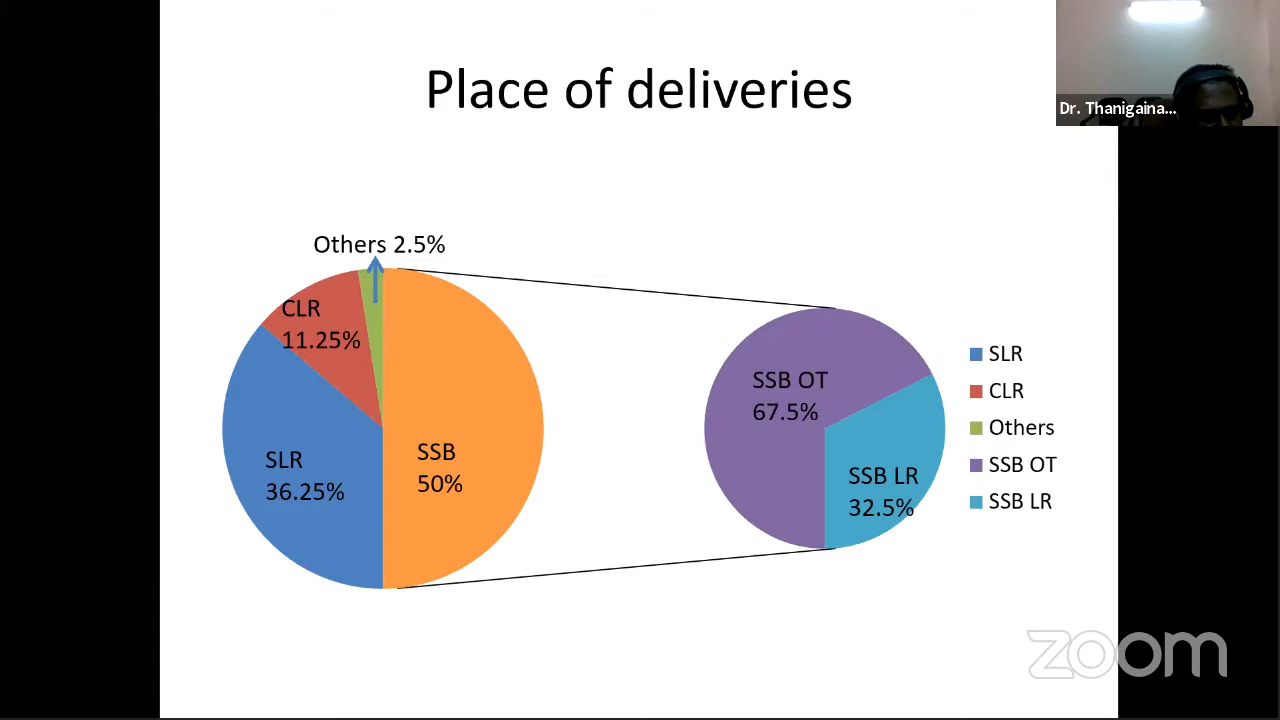 Place of deliveries
Dr. Thanigaina...
Others 2.5%
CLR
11.25%
SLR
36.25%
SSB
50%
SSB OT
67.5%
SSB LR
32.5%
SLR
CLR
Others
SSB OT
SSB LR
zoom